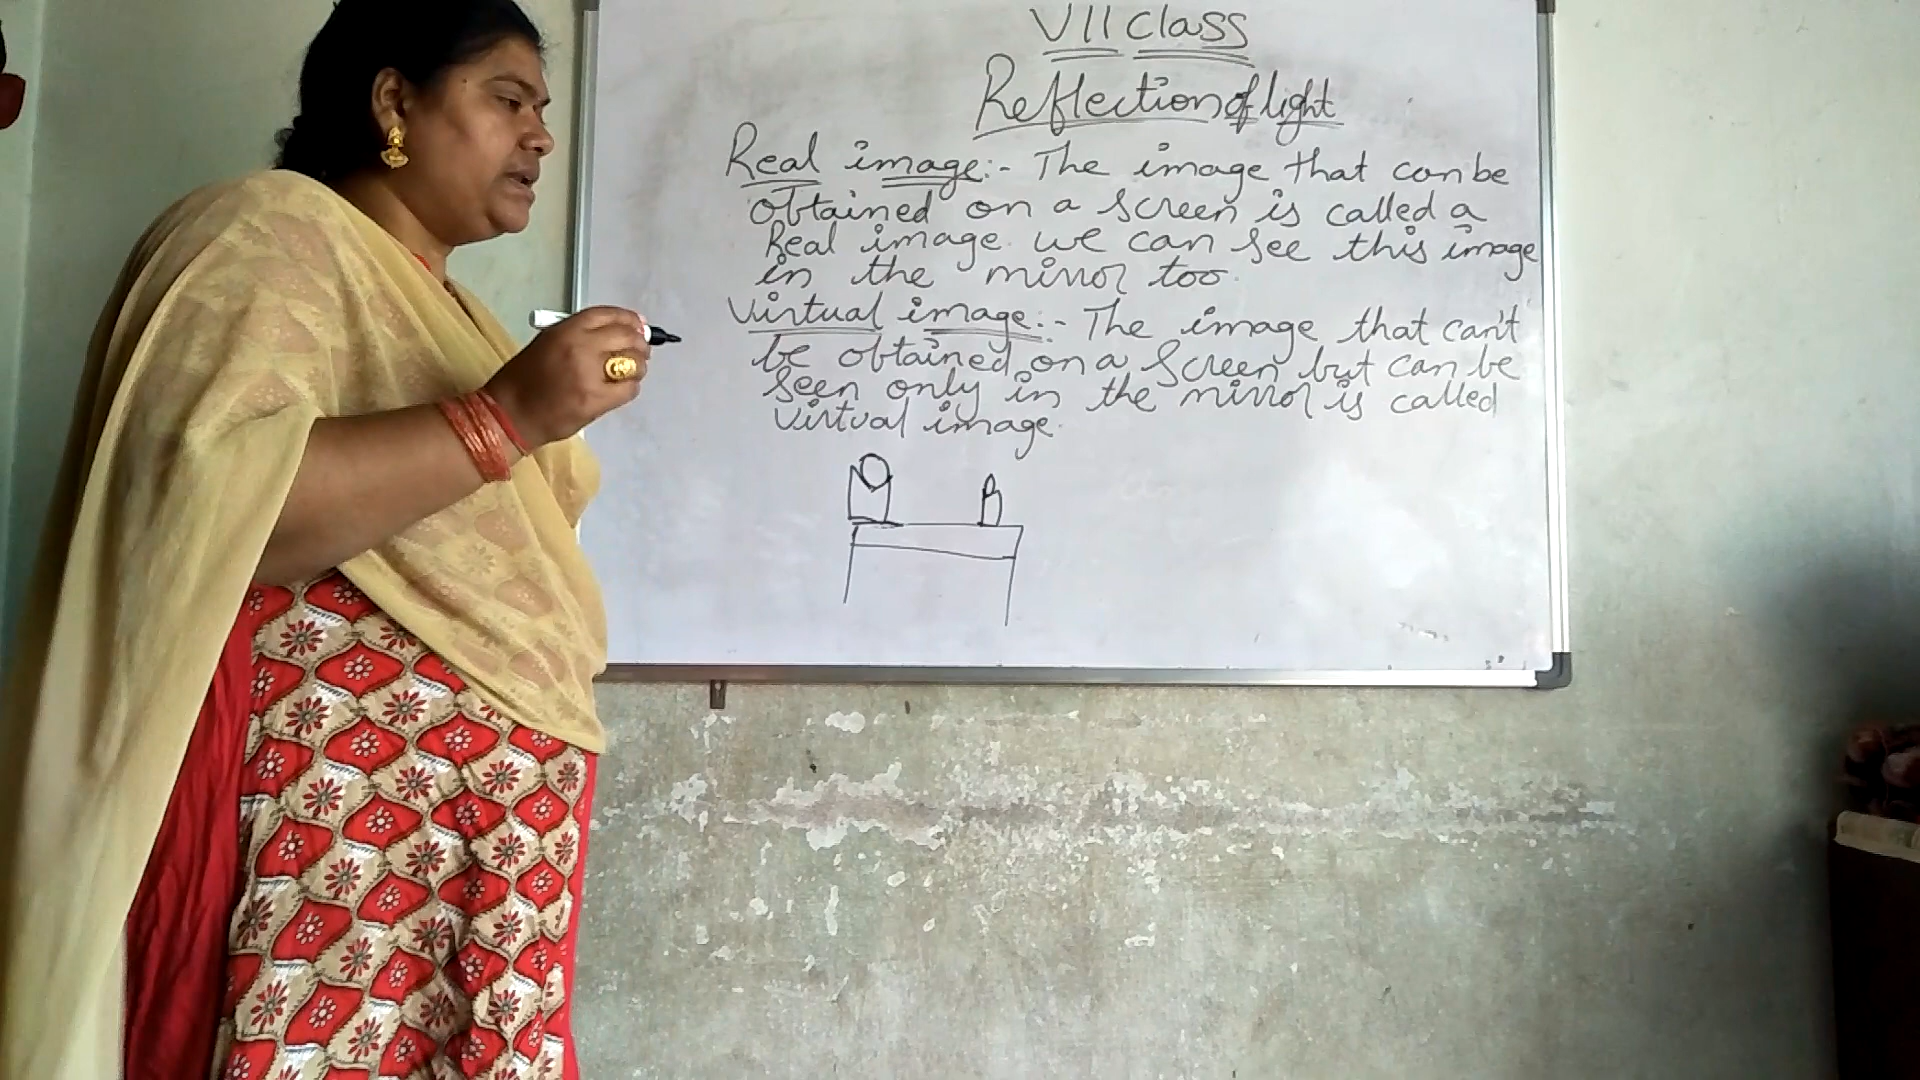 VII Class
Reflection of light
Real image:- The image that can be
obtained on a screen is called a
Real image. we can see this image
in the mirror too.
Virtual image:- The image that can't
be obtained on a screen but can be
seen only in the mirror is called
virtual image.